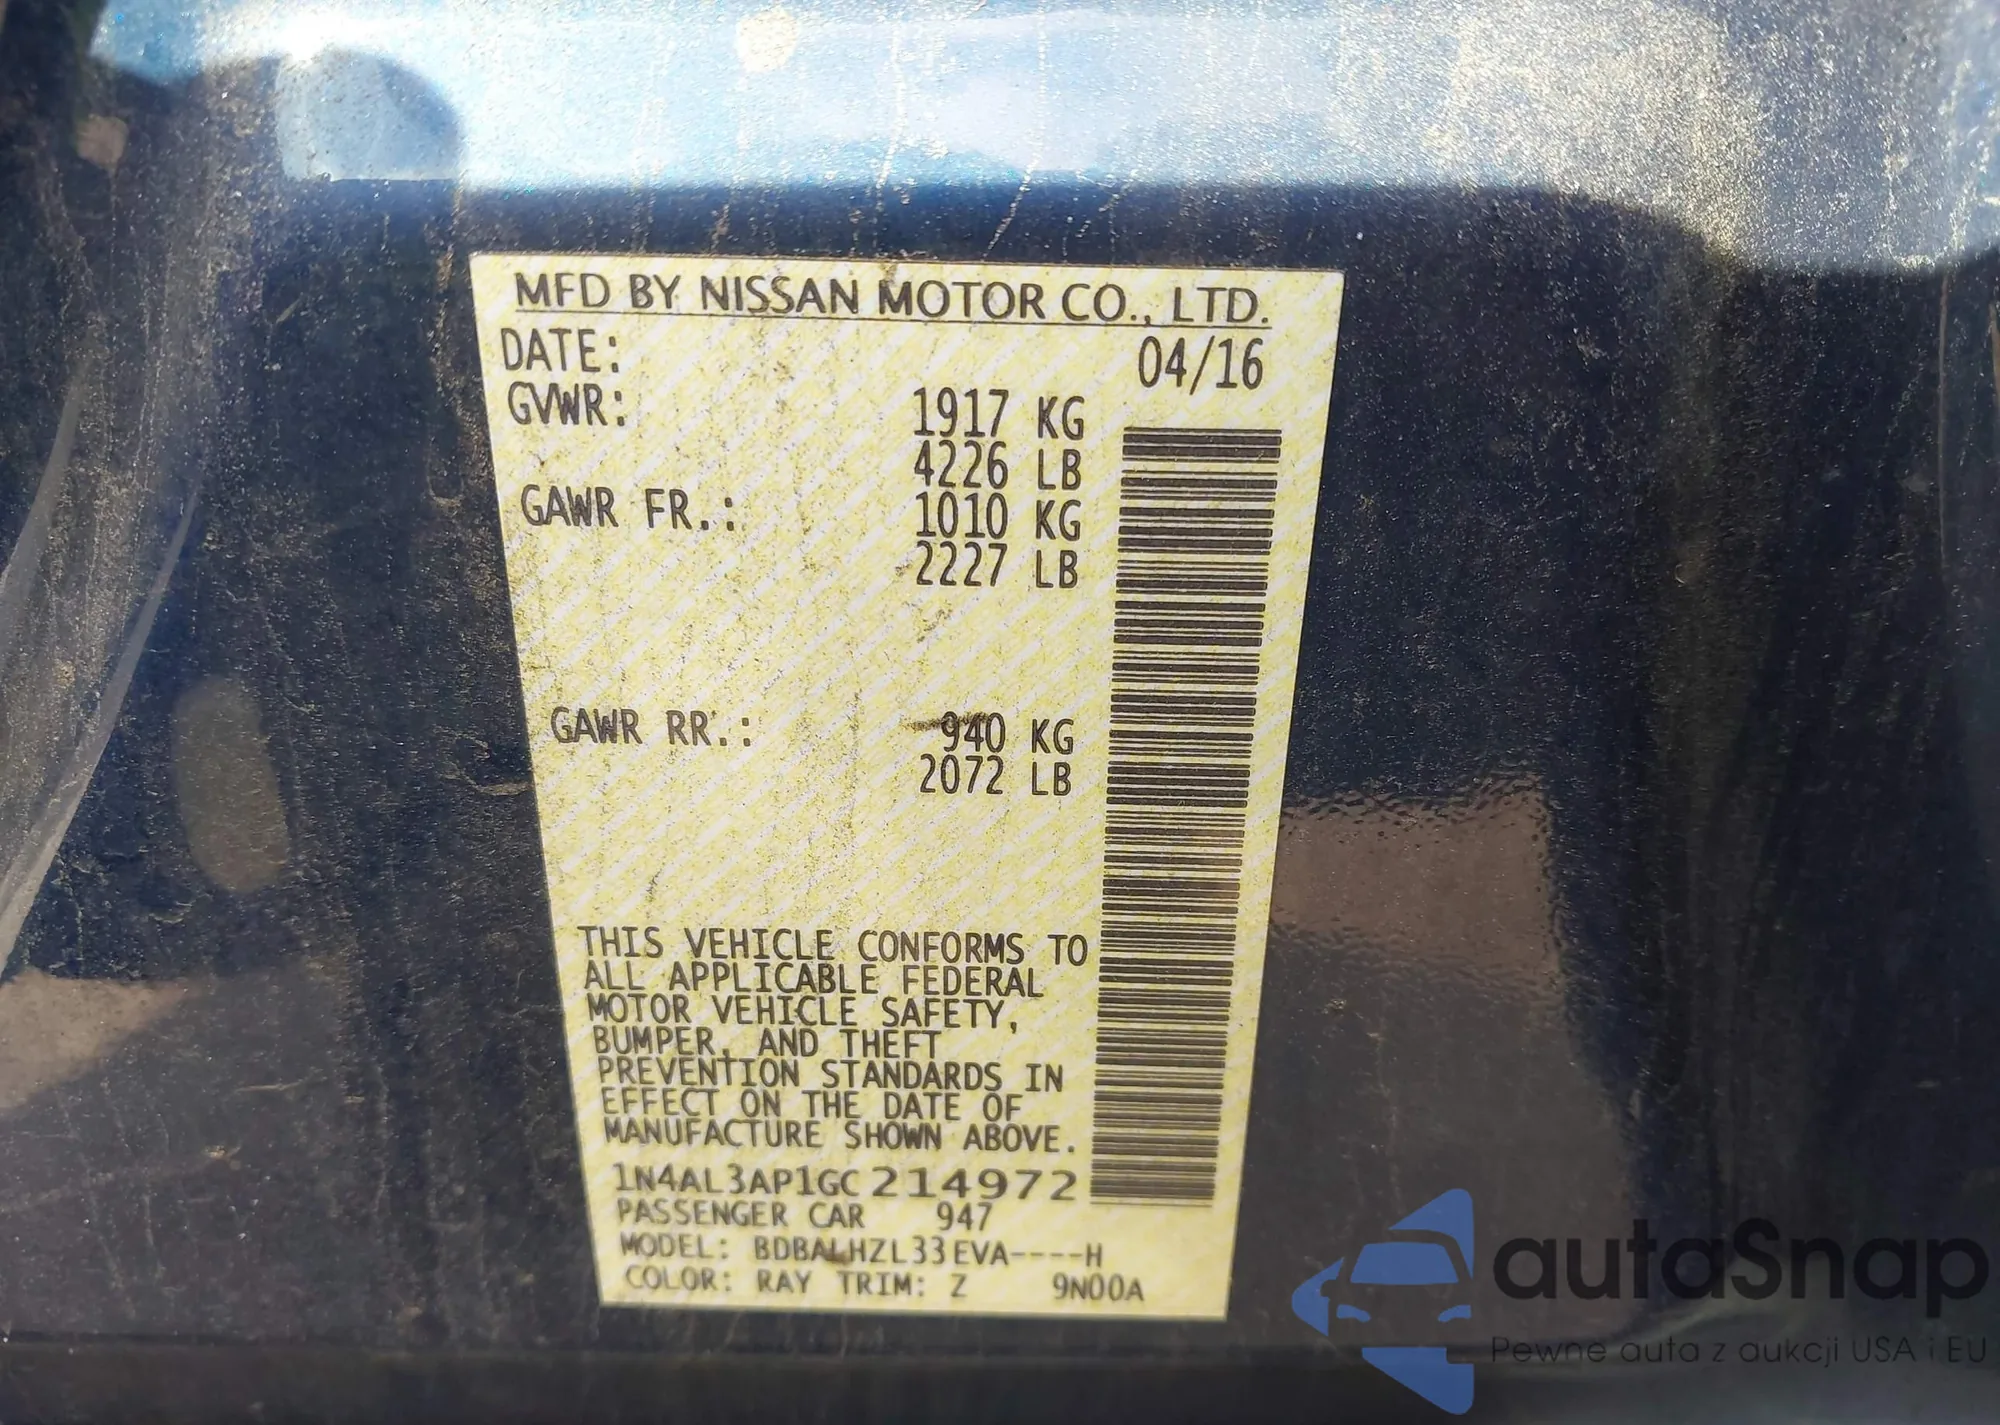 MFD BY NISSAN MOTOR CO., LTD.
DATE: 04/16
GVWR: 1917 KG
4226 LB
GAWR FR.: 1010 KG
2227 LB
GAWR RR.: 940 KG
2072 LB
THIS VEHICLE CONFORMS TO
ALL APPLICABLE FEDERAL
MOTOR VEHICLE SAFETY,
BUMPER, AND THEFT
PREVENTION STANDARDS IN
EFFECT ON THE DATE OF
MANUFACTURE SHOWN ABOVE.
1N4AL3AP1GC214972
PASSENGER CAR 947
MODEL: BDBALHZL33EVA----H
COLOR: RAY TRIM: Z 9N00A
autaSnap
Pewne auta z aukcji USA i EU